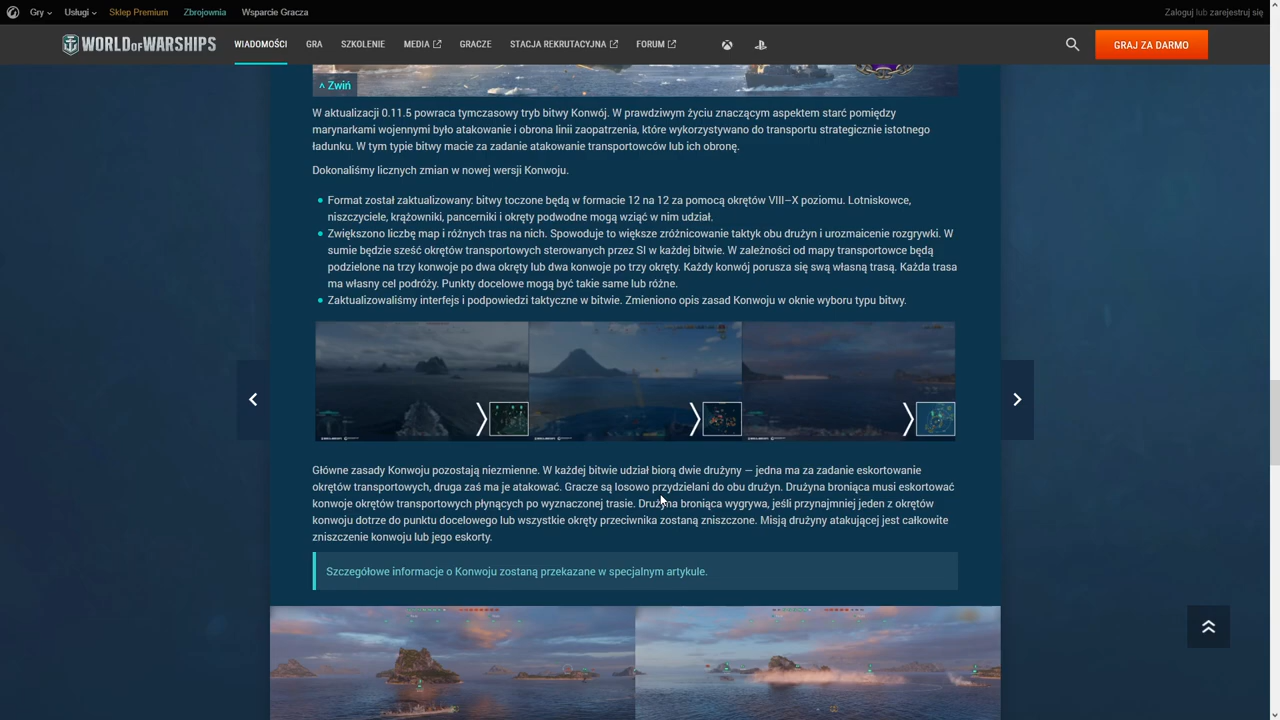 Gry
Usługi
Sklep Premium
Zbrojownia
Wsparcie Gracza
Zaloguj lub zarejestruj się
WORLD OF WARSHIPS
WIADOMOŚCI
GRA
SZKOLENIE
MEDIA
GRACZE
STACJA REKRUTACYJNA
FORUM
GRAJ ZA DARMO
^ Zwiń
W aktualizacji 0.11.5 powraca tymczasowy tryb bitwy Konwój. W prawdziwym życiu znaczącym aspektem starć pomiędzy
marynarkami wojennymi było atakowanie i obrona linii zaopatrzenia, które wykorzystywano do transportu strategicznie istotnego
ładunku. W tym typie bitwy macie za zadanie atakowanie transportowców lub ich obronę.
Dokonaliśmy licznych zmian w nowej wersji Konwoju.
Format został zaktualizowany: bitwy toczone będą w formacie 12 na 12 za pomocą okrętów VIII–X poziomu. Lotniskowce,
niszczyciele, krążowniki, pancerniki i okręty podwodne mogą wziąć w nim udział.
Zwiększono liczbę map i różnych tras na nich. Spowoduje to większe zróżnicowanie taktyk obu drużyn i urozmaicenie rozgrywki. W
sumie będzie sześć okrętów transportowych sterowanych przez SI w każdej bitwie. W zależności od mapy transportowce będą
podzielone na trzy konwoje po dwa okręty lub dwa konwoje po trzy okręty. Każdy konwój porusza się swą własną trasą. Każda trasa
ma własny cel podróży. Punkty docelowe mogą być takie same lub różne.
Zaktualizowaliśmy interfejs i podpowiedzi taktyczne w bitwie. Zmieniono opis zasad Konwoju w oknie wyboru typu bitwy.
Główne zasady Konwoju pozostają niezmienne. W każdej bitwie udział biorą dwie drużyny — jedna ma za zadanie eskortowanie
okrętów transportowych, druga zaś ma je atakować. Gracze są losowo przydzielani do obu drużyn. Drużyna broniąca musi eskortować
konwoje okrętów transportowych płynących po wyznaczonej trasie. Drużyna broniąca wygrywa, jeśli przynajmniej jeden z okrętów
konwoju dotrze do punktu docelowego lub wszystkie okręty przeciwnika zostaną zniszczone. Misją drużyny atakującej jest całkowite
zniszczenie konwoju lub jego eskorty.
Szczegółowe informacje o Konwoju zostaną przekazane w specjalnym artykule.